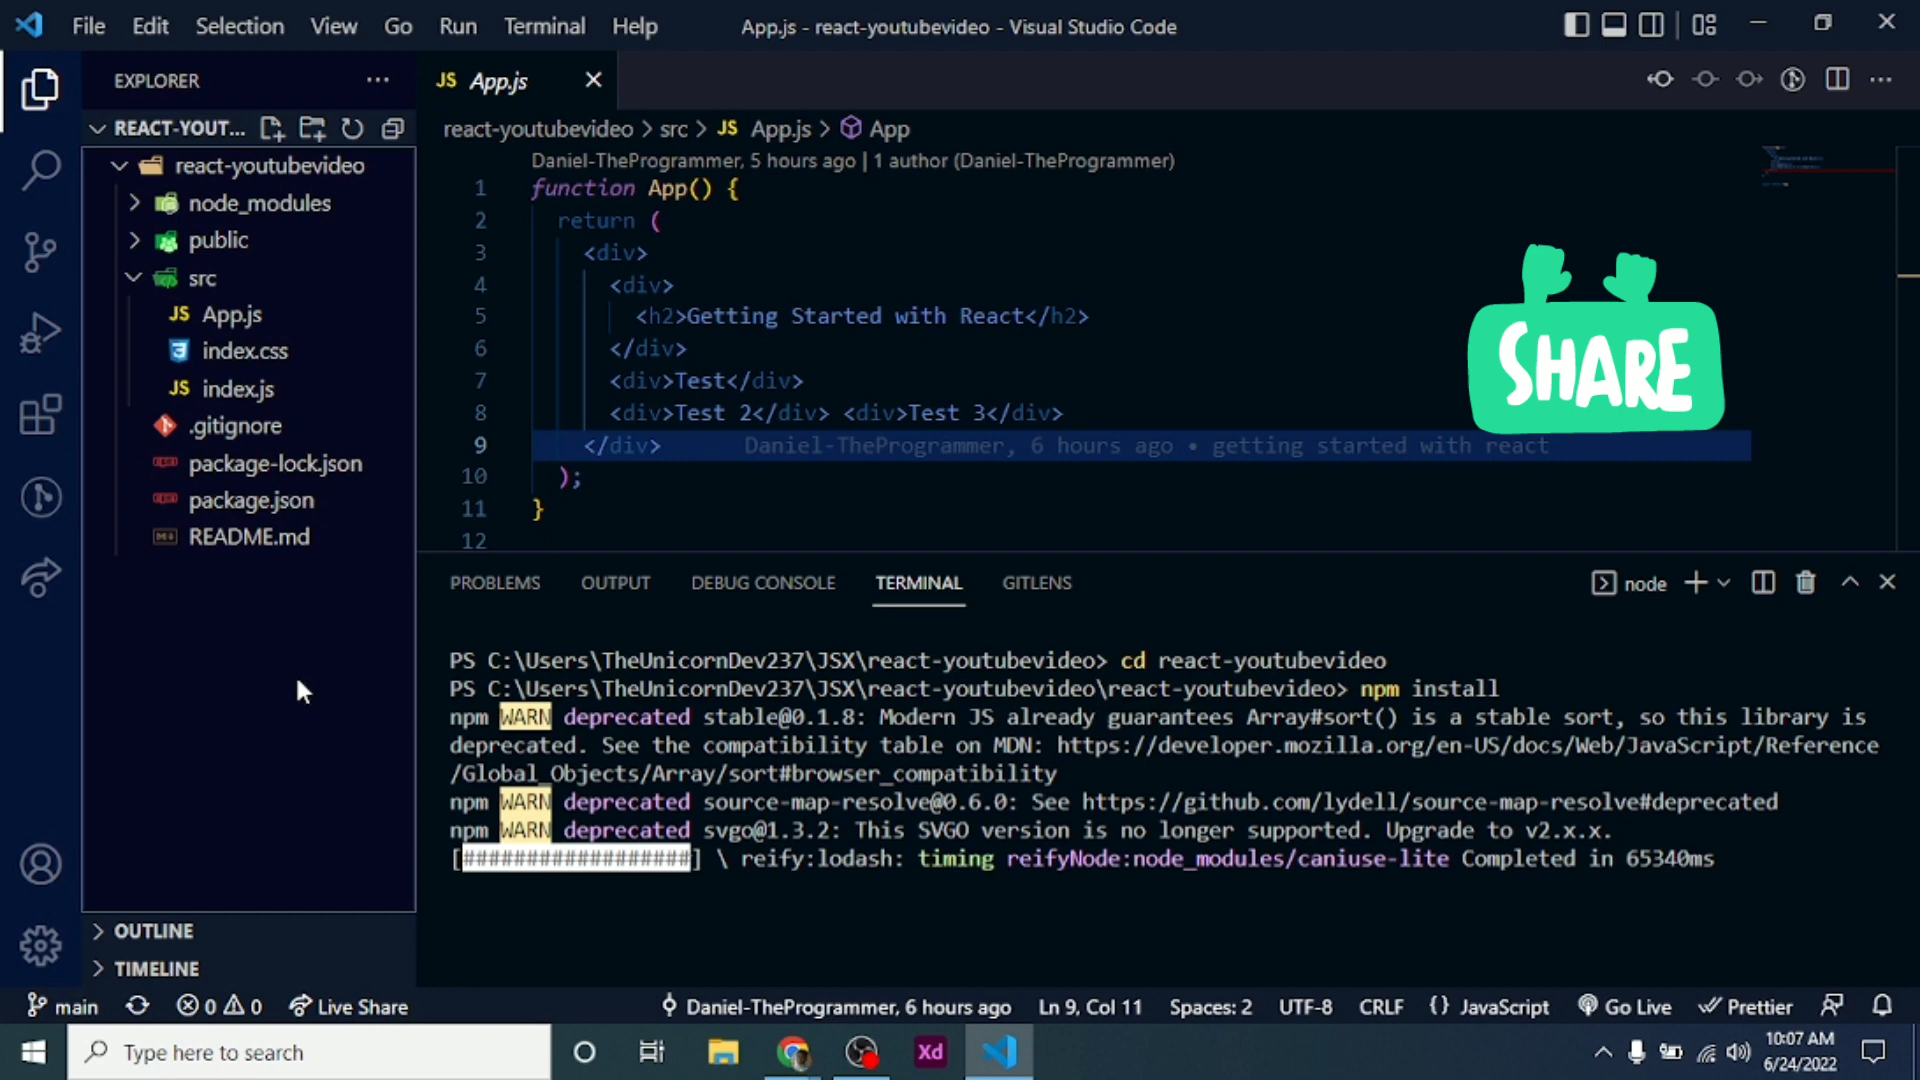 File Edit Selection View Go Run Terminal Help
App.js - react-youtubevideo - Visual Studio Code
EXPLORER
JS App.js
REACT-YOUT...
react-youtubevideo > src > JS App.js > App
react-youtubevideo
node_modules
public
src
JS App.js
index.css
JS index.js
.gitignore
package-lock.json
package.json
README.md
Daniel-TheProgrammer, 5 hours ago | 1 author (Daniel-TheProgrammer)
1 function App() {
2 return (
3 <div>
4 <div>
5 <h2>Getting Started with React</h2>
6 </div>
7 <div>Test</div>
8 <div>Test 2</div> <div>Test 3</div>
9 </div> Daniel-TheProgrammer, 6 hours ago • getting started with react
10 );
11 }
12
SHARE
PROBLEMS OUTPUT DEBUG CONSOLE TERMINAL GITLENS
node
PS C:\Users\TheUnicornDev237\JSX\react-youtubevideo> cd react-youtubevideo
PS C:\Users\TheUnicornDev237\JSX\react-youtubevideo\react-youtubevideo> npm install
npm WARN deprecated stable@0.1.8: Modern JS already guarantees Array#sort() is a stable sort, so this library is
deprecated. See the compatibility table on MDN: https://developer.mozilla.org/en-US/docs/Web/JavaScript/Reference
/Global_Objects/Array/sort#browser_compatibility
npm WARN deprecated source-map-resolve@0.6.0: See https://github.com/lydell/source-map-resolve#deprecated
npm WARN deprecated svgo@1.3.2: This SVGO version is no longer supported. Upgrade to v2.x.x.
[##################] \ reify:lodash: timing reifyNode:node_modules/caniuse-lite Completed in 65340ms
OUTLINE
TIMELINE
main 0 0 Live Share Daniel-TheProgrammer, 6 hours ago Ln 9, Col 11 Spaces: 2 UTF-8 CRLF {} JavaScript Go Live Prettier
Type here to search
Xd
10:07 AM
6/24/2022